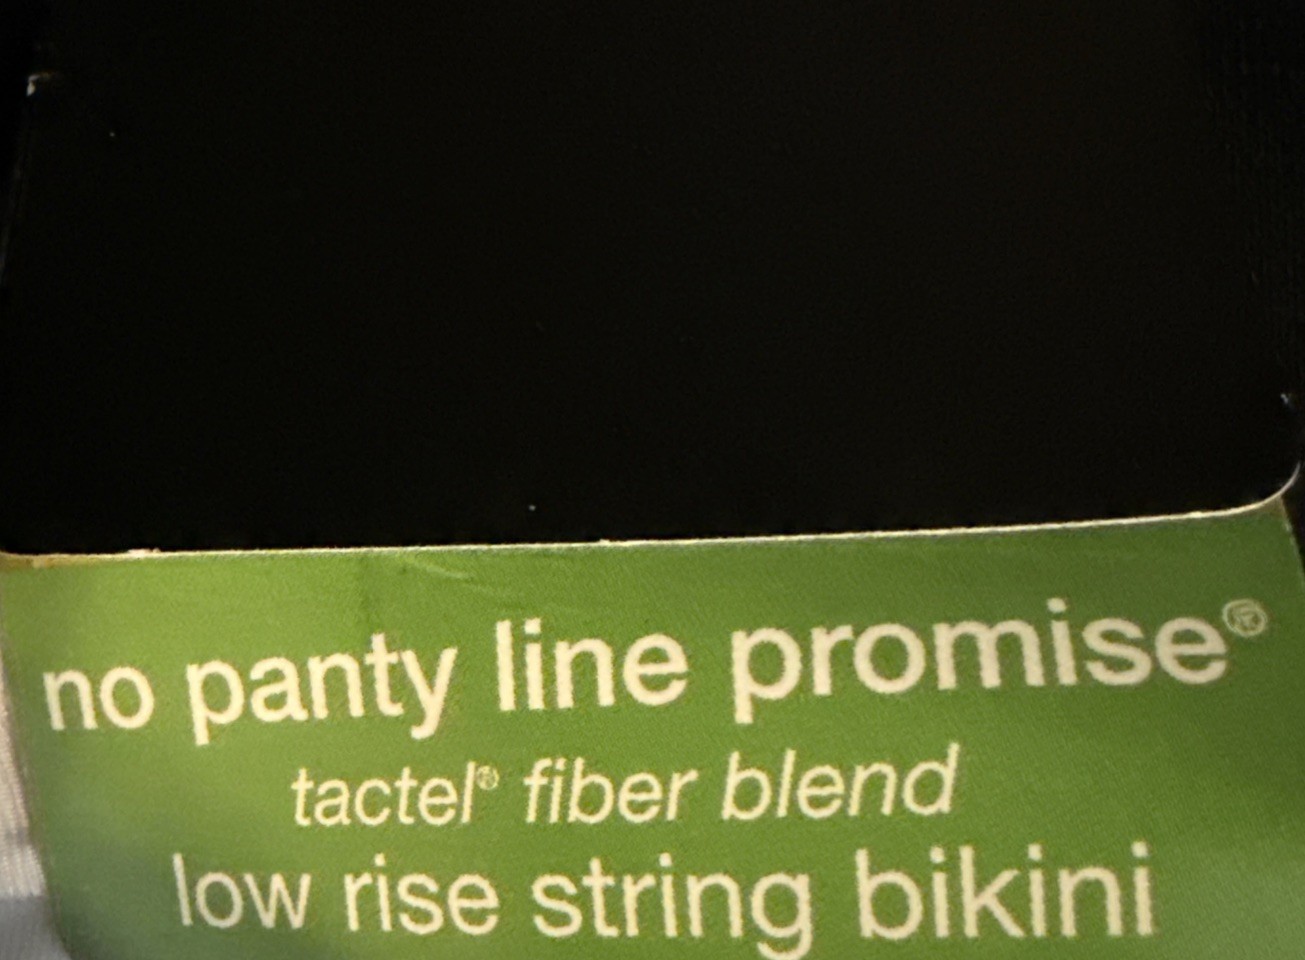 no panty line promise®
tactel® fiber blend
low rise string bikini